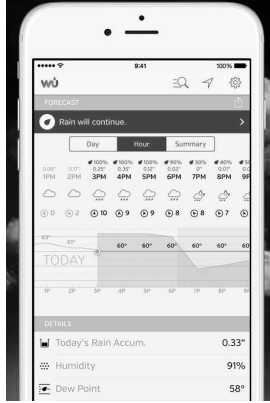 9:41 100%
wu
FORECAST
Rain will continue.
Day Hour Summary
100% 100% 100% 90% 30% 40%
0.08" 0.0" 0.25" 0.35" 0.12" 0.02" 0" 0.01"
1PM 2PM 3PM 4PM 5PM 6PM 7PM 8PM
0 2 10 9 9 8 8 7
63° 61° 60° 60° 60° 60° 60° 60°
TODAY
1P 2P 3P 4P 5P 6P 7P 8P
DETAILS
Today's Rain Accum. 0.33"
Humidity 91%
Dew Point 58°